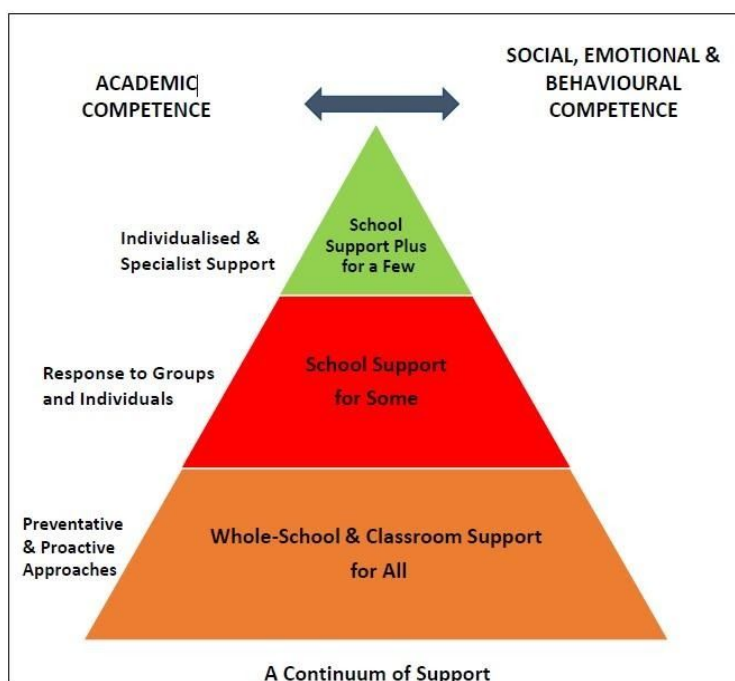 ACADEMIC
COMPETENCE
SOCIAL, EMOTIONAL &
BEHAVIOURAL
COMPETENCE
Individualised &
Specialist Support
School
Support Plus
for a Few
Response to Groups
and Individuals
School Support
for Some
Preventative
& Proactive
Approaches
Whole-School & Classroom Support
for All
A Continuum of Support